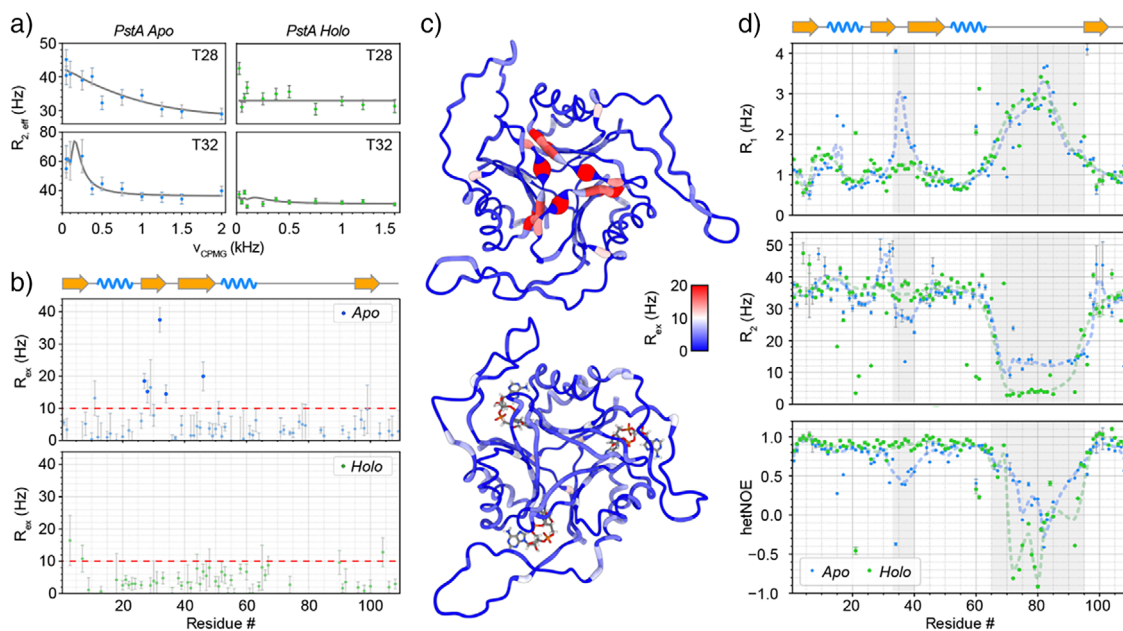 a)
PstA Apo
PstA Holo
T28
T28
T32
T32
R2, eff (Hz)
50
40
30
80
60
40
0
0.5
1.0
1.5
2
0
0.5
1.0
1.5
νCPMG (kHz)
b)
Apo
Rex (Hz)
40
30
20
10
0
Holo
Rex (Hz)
40
30
20
10
0
20
40
60
80
100
Residue #
c)
Rex (Hz)
20
10
0
d)
R1 (Hz)
4
3
2
1
0
R2 (Hz)
50
40
30
20
10
0
hetNOE
1.0
0.5
0.0
−0.5
−1.0
Apo
Holo
20
40
60
80
100
Residue #